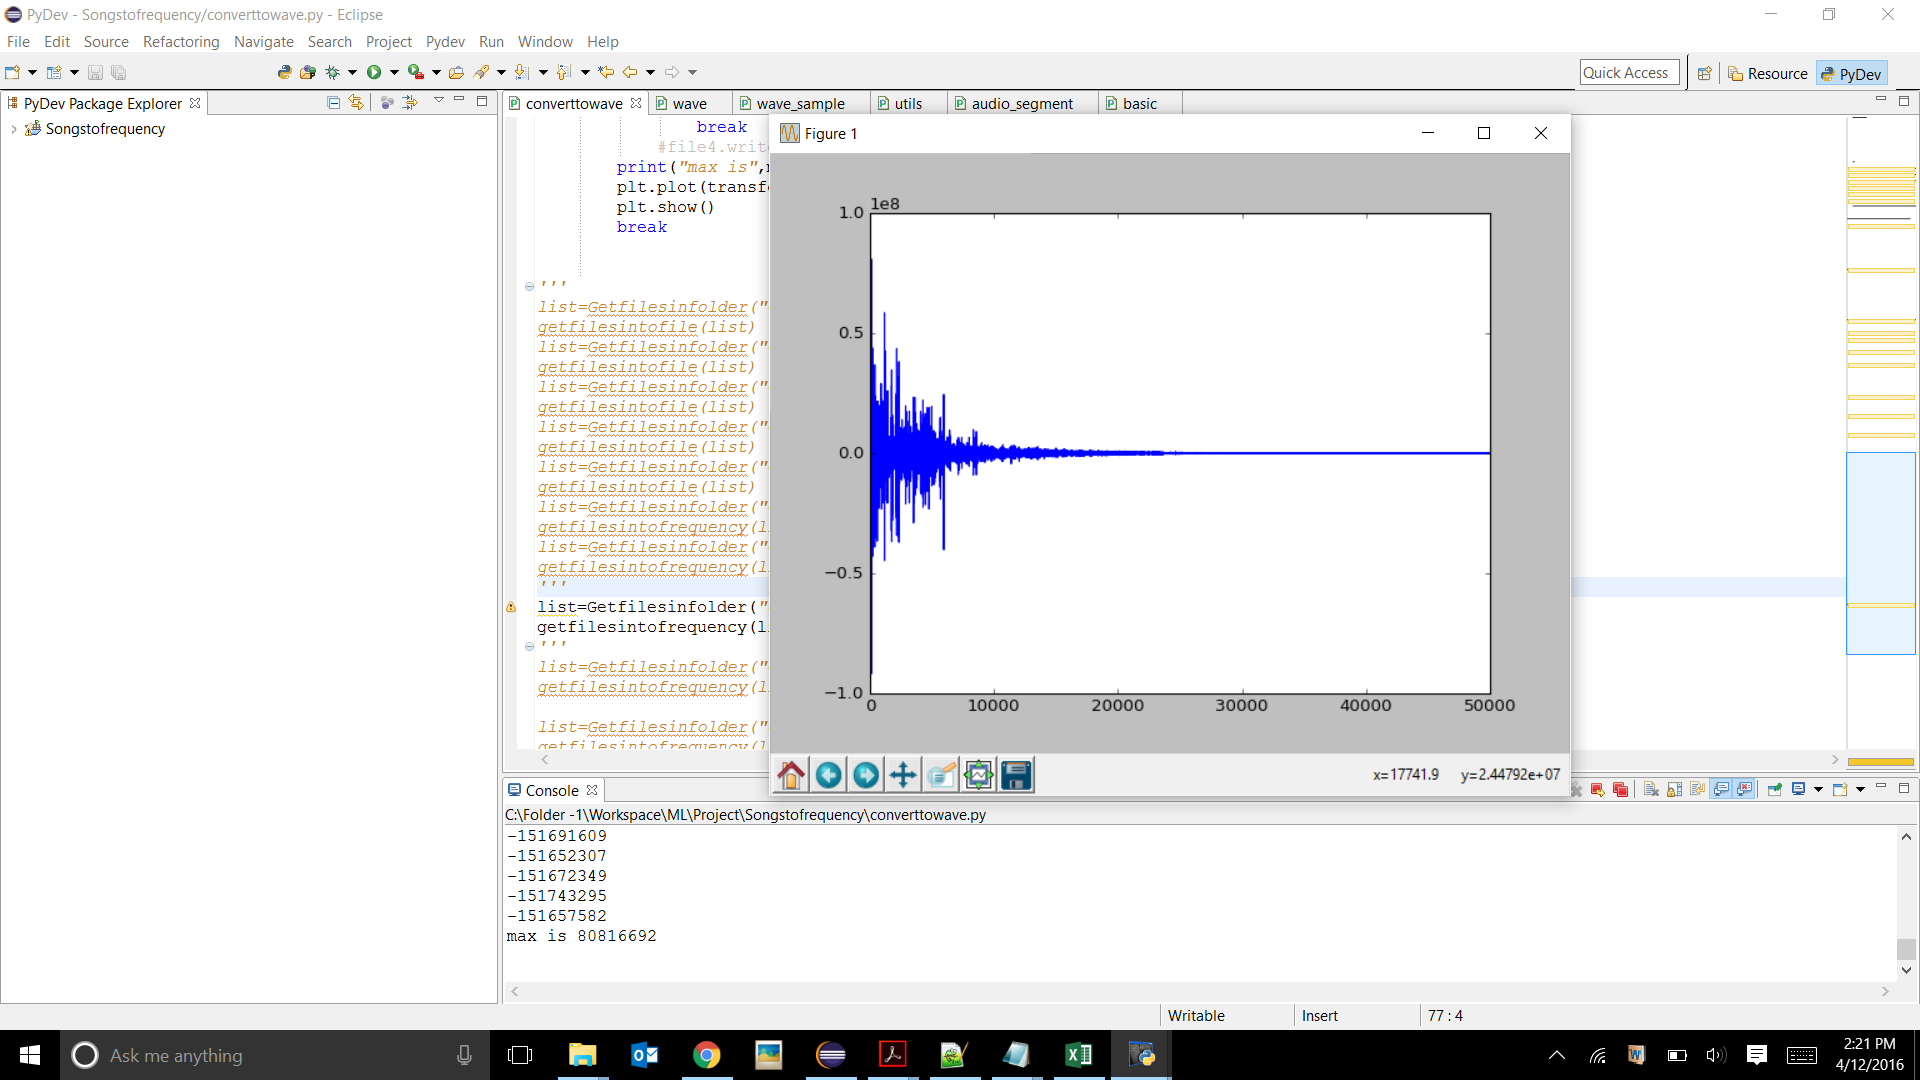 PyDev - Songstofrequency/converttowave.py - Eclipse
File Edit Source Refactoring Navigate Search Project Pydev Run Window Help
Quick Access
Resource
PyDev
PyDev Package Explorer
Songstofrequency
converttowave
wave
wave_sample
utils
audio_segment
basic
break
#file4.writ
print("max is",
plt.plot(transf
plt.show()
break
'''
list=Getfilesinfolder("
getfilesintofile(list)
list=Getfilesinfolder("
getfilesintofile(list)
list=Getfilesinfolder("
getfilesintofile(list)
list=Getfilesinfolder("
getfilesintofile(list)
list=Getfilesinfolder("
getfilesintofile(list)
list=Getfilesinfolder("
getfilesintofrequency(l
list=Getfilesinfolder("
getfilesintofrequency(l
'''
list=Getfilesinfolder("
getfilesintofrequency(l
'''
list=Getfilesinfolder("
getfilesintofrequency(l
list=Getfilesinfolder("
getfilesintofrequency(l
Figure 1
1e8
1.0
0.5
0.0
−0.5
−1.0
0 10000 20000 30000 40000 50000
x=17741.9 y=2.44792e+07
Console
C:\Folder -1\Workspace\ML\Project\Songstofrequency\converttowave.py
-151691609
-151652307
-151672349
-151743295
-151657582
max is 80816692
Writable Insert 77 : 4
Ask me anything
2:21 PM
4/12/2016